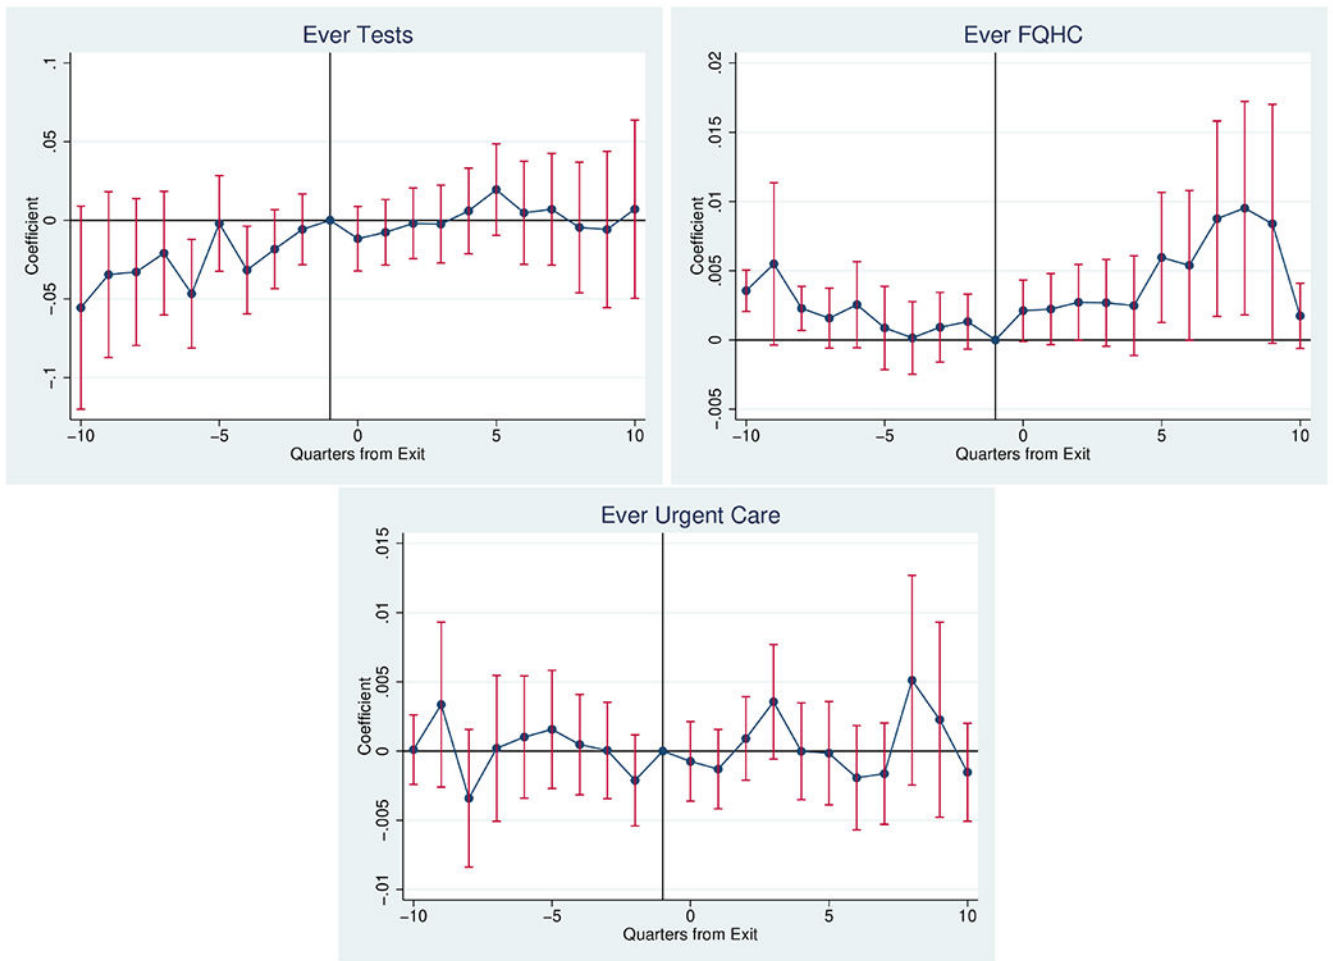 Ever Tests
.1
.05
0
-.05
-.1
Coefficient
-10 -5 0 5 10
Quarters from Exit
Ever FQHC
.02
.015
.01
.005
0
-.005
Coefficient
-10 -5 0 5 10
Quarters from Exit
Ever Urgent Care
.015
.01
.005
0
-.005
-.01
Coefficient
-10 -5 0 5 10
Quarters from Exit